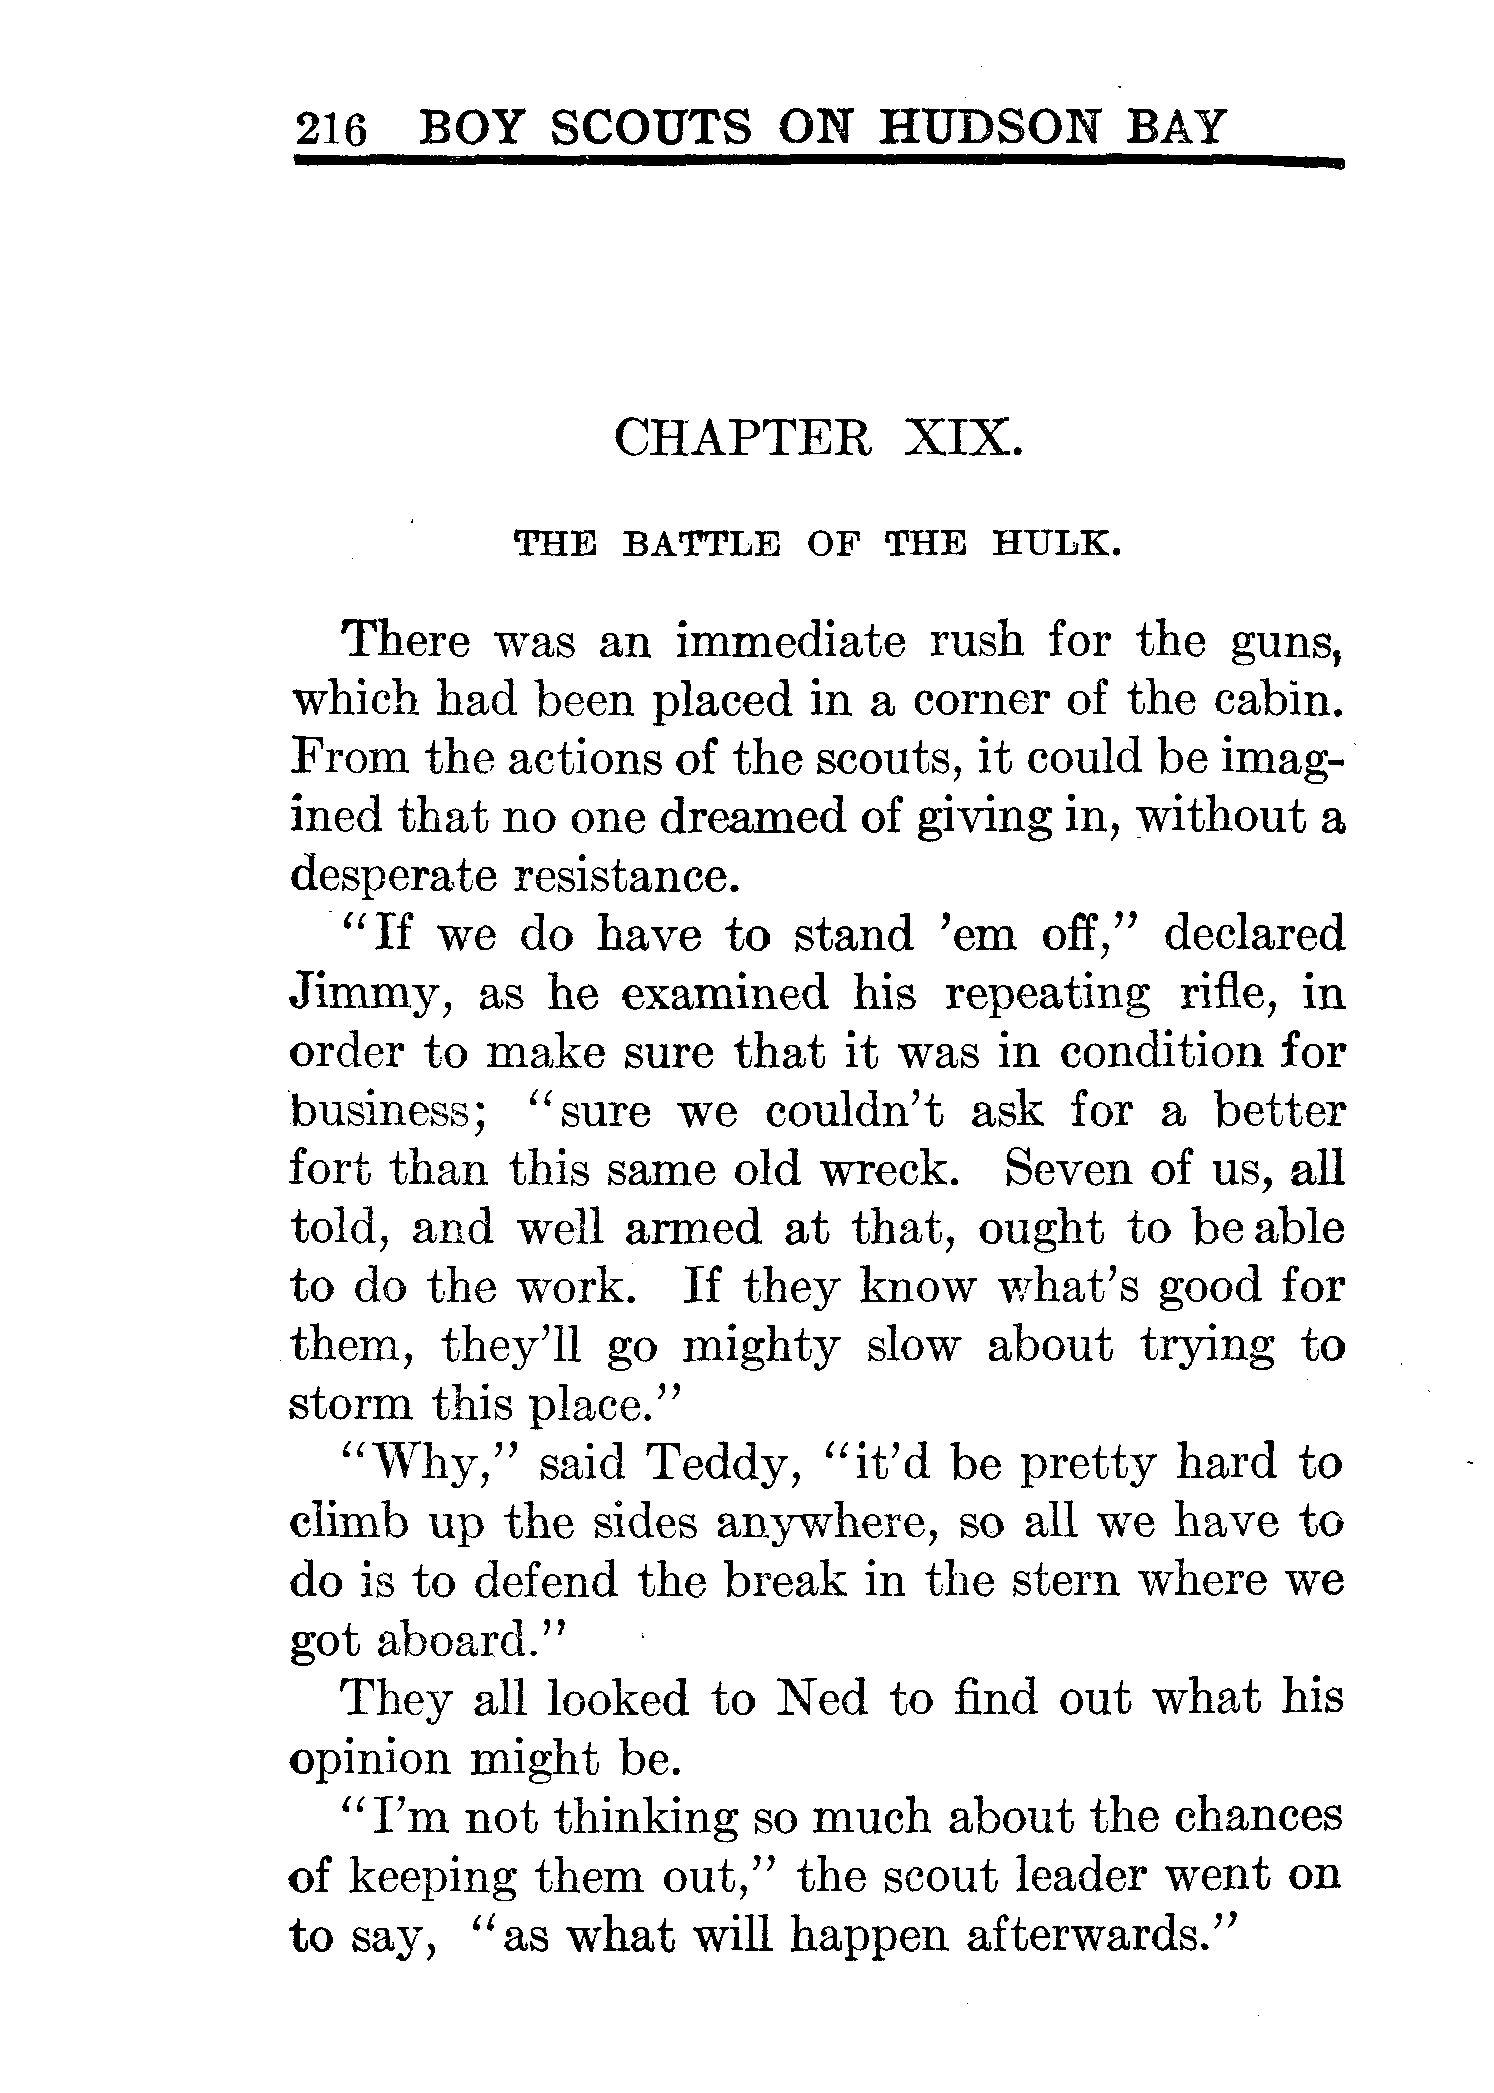 216 BOY SCOUTS ON HUDSON BAY
CHAPTER XIX.
THE BATTLE OF THE HULK.
There was an immediate rush for the guns,
which had been placed in a corner of the cabin.
From the actions of the scouts, it could be imag-
ined that no one dreamed of giving in, without a
desperate resistance.
“If we do have to stand ’em off,” declared
Jimmy, as he examined his repeating rifle, in
order to make sure that it was in condition for
business; “sure we couldn’t ask for a better
fort than this same old wreck. Seven of us, all
told, and well armed at that, ought to be able
to do the work. If they know what’s good for
them, they’ll go mighty slow about trying to
storm this place.”
“Why,” said Teddy, “it’d be pretty hard to
climb up the sides anywhere, so all we have to
do is to defend the break in the stern where we
got aboard.”
They all looked to Ned to find out what his
opinion might be.
“I’m not thinking so much about the chances
of keeping them out,” the scout leader went on
to say, “as what will happen afterwards.”